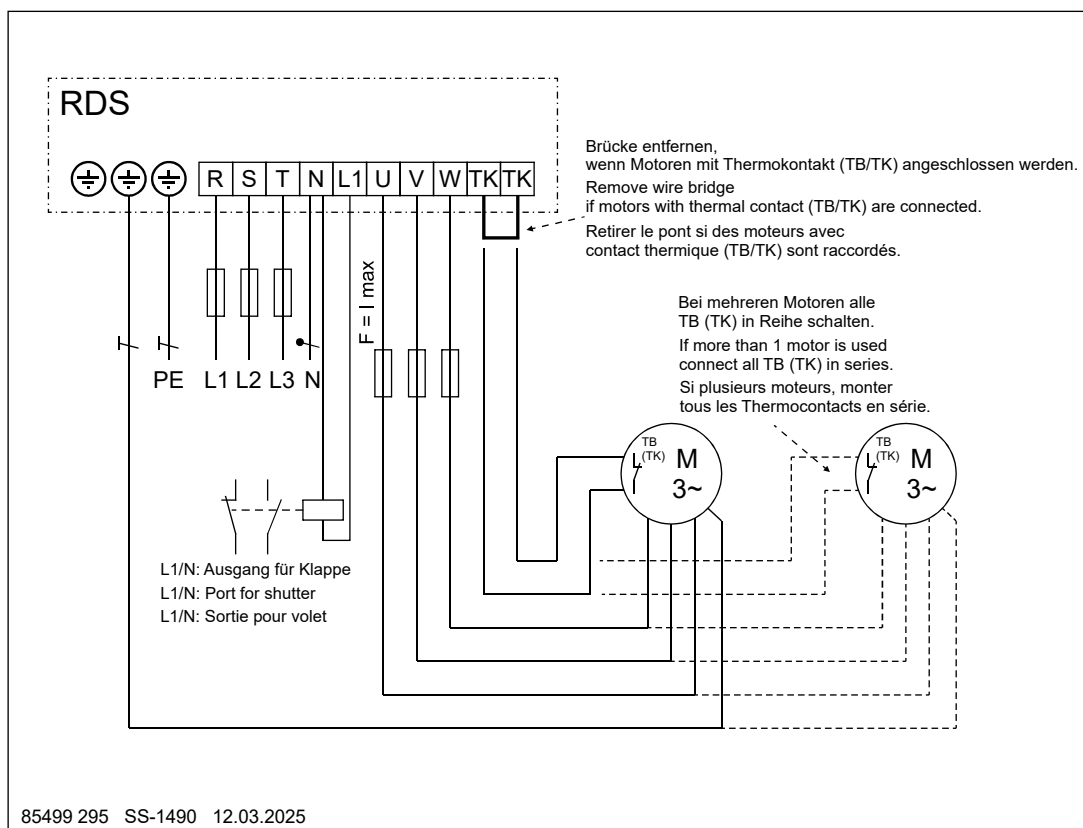 RDS
R S T N L1 U V W TK TK
Brücke entfernen,
wenn Motoren mit Thermokontakt (TB/TK) angeschlossen werden.
Remove wire bridge
if motors with thermal contact (TB/TK) are connected.
Retirer le pont si des moteurs avec
contact thermique (TB/TK) sont raccordés.
F = I max
PE L1 L2 L3 N
Bei mehreren Motoren alle
TB (TK) in Reihe schalten.
If more than 1 motor is used
connect all TB (TK) in series.
Si plusieurs moteurs, monter
tous les Thermocontacts en série.
TB
(TK)
M
3~
TB
(TK)
M
3~
L1/N: Ausgang für Klappe
L1/N: Port for shutter
L1/N: Sortie pour volet
85499 295 SS-1490 12.03.2025